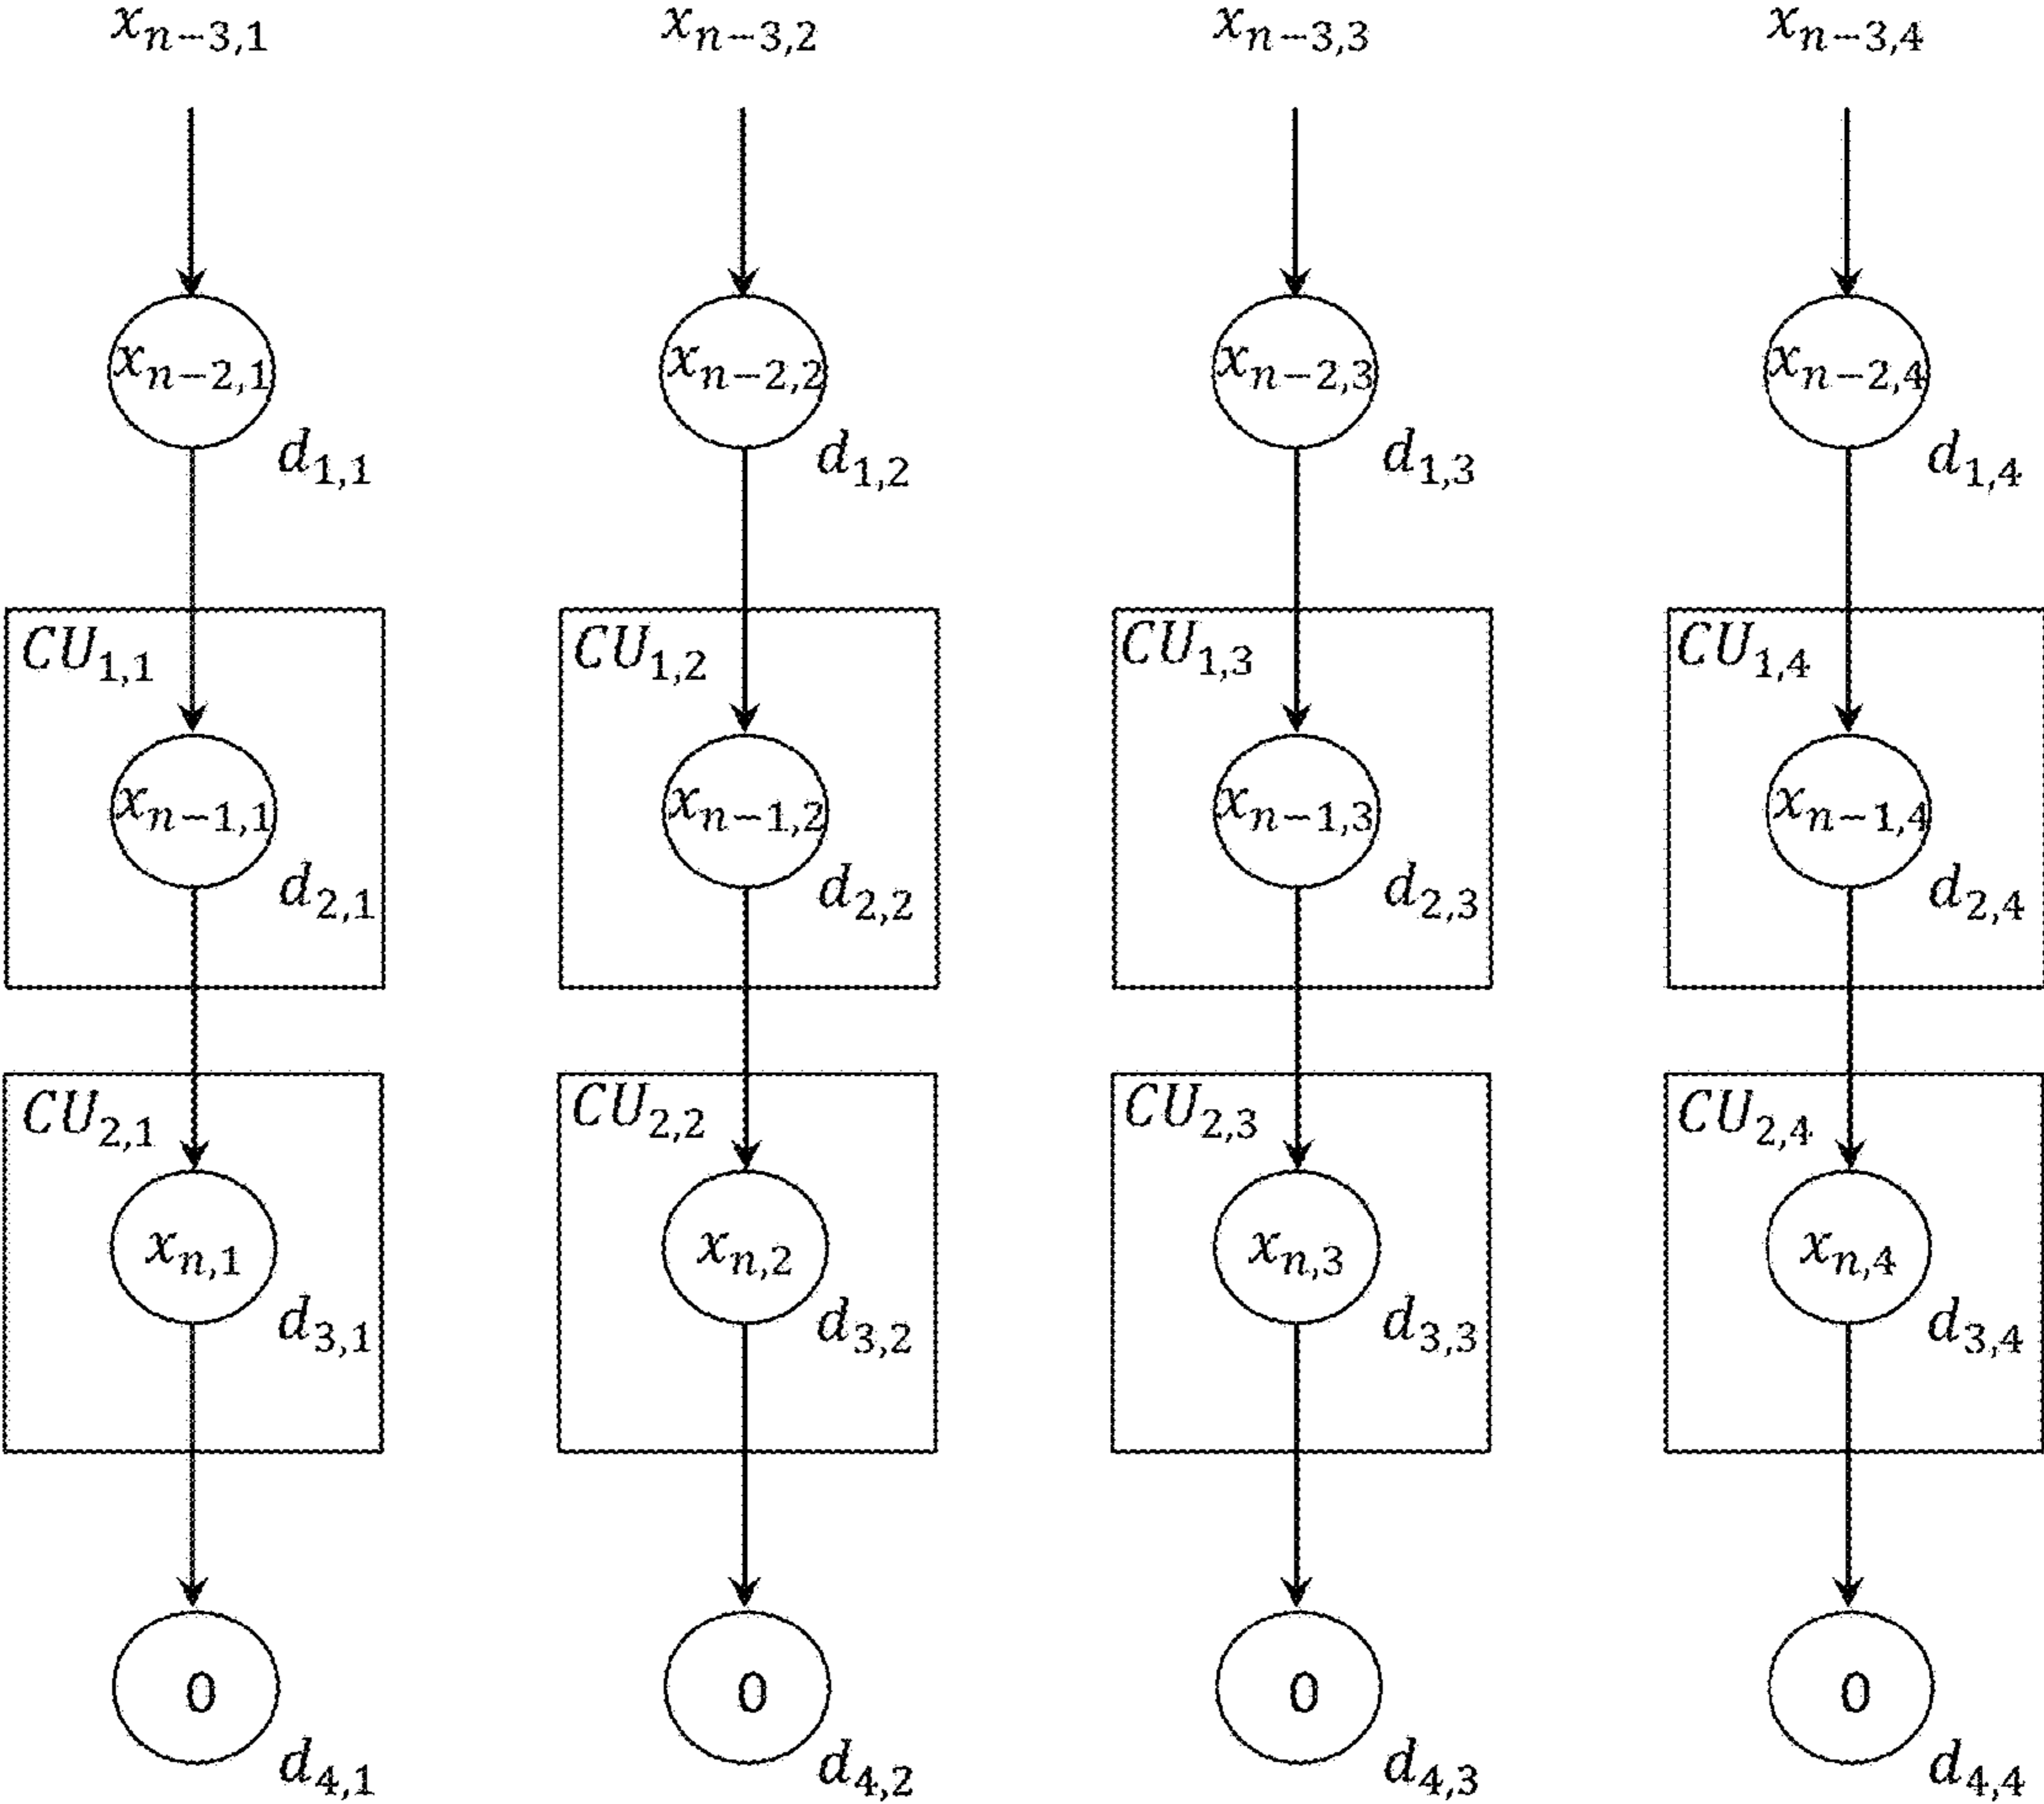 x_{n−3,1} x_{n−3,2} x_{n−3,3} x_{n−3,4}
x_{n−2,1} x_{n−2,2} x_{n−2,3} x_{n−2,4}
d_{1,1} d_{1,2} d_{1,3} d_{1,4}
CU_{1,1} CU_{1,2} CU_{1,3} CU_{1,4}
x_{n−1,1} x_{n−1,2} x_{n−1,3} x_{n−1,4}
d_{2,1} d_{2,2} d_{2,3} d_{2,4}
CU_{2,1} CU_{2,2} CU_{2,3} CU_{2,4}
x_{n,1} x_{n,2} x_{n,3} x_{n,4}
d_{3,1} d_{3,2} d_{3,3} d_{3,4}
0 0 0 0
d_{4,1} d_{4,2} d_{4,3} d_{4,4}